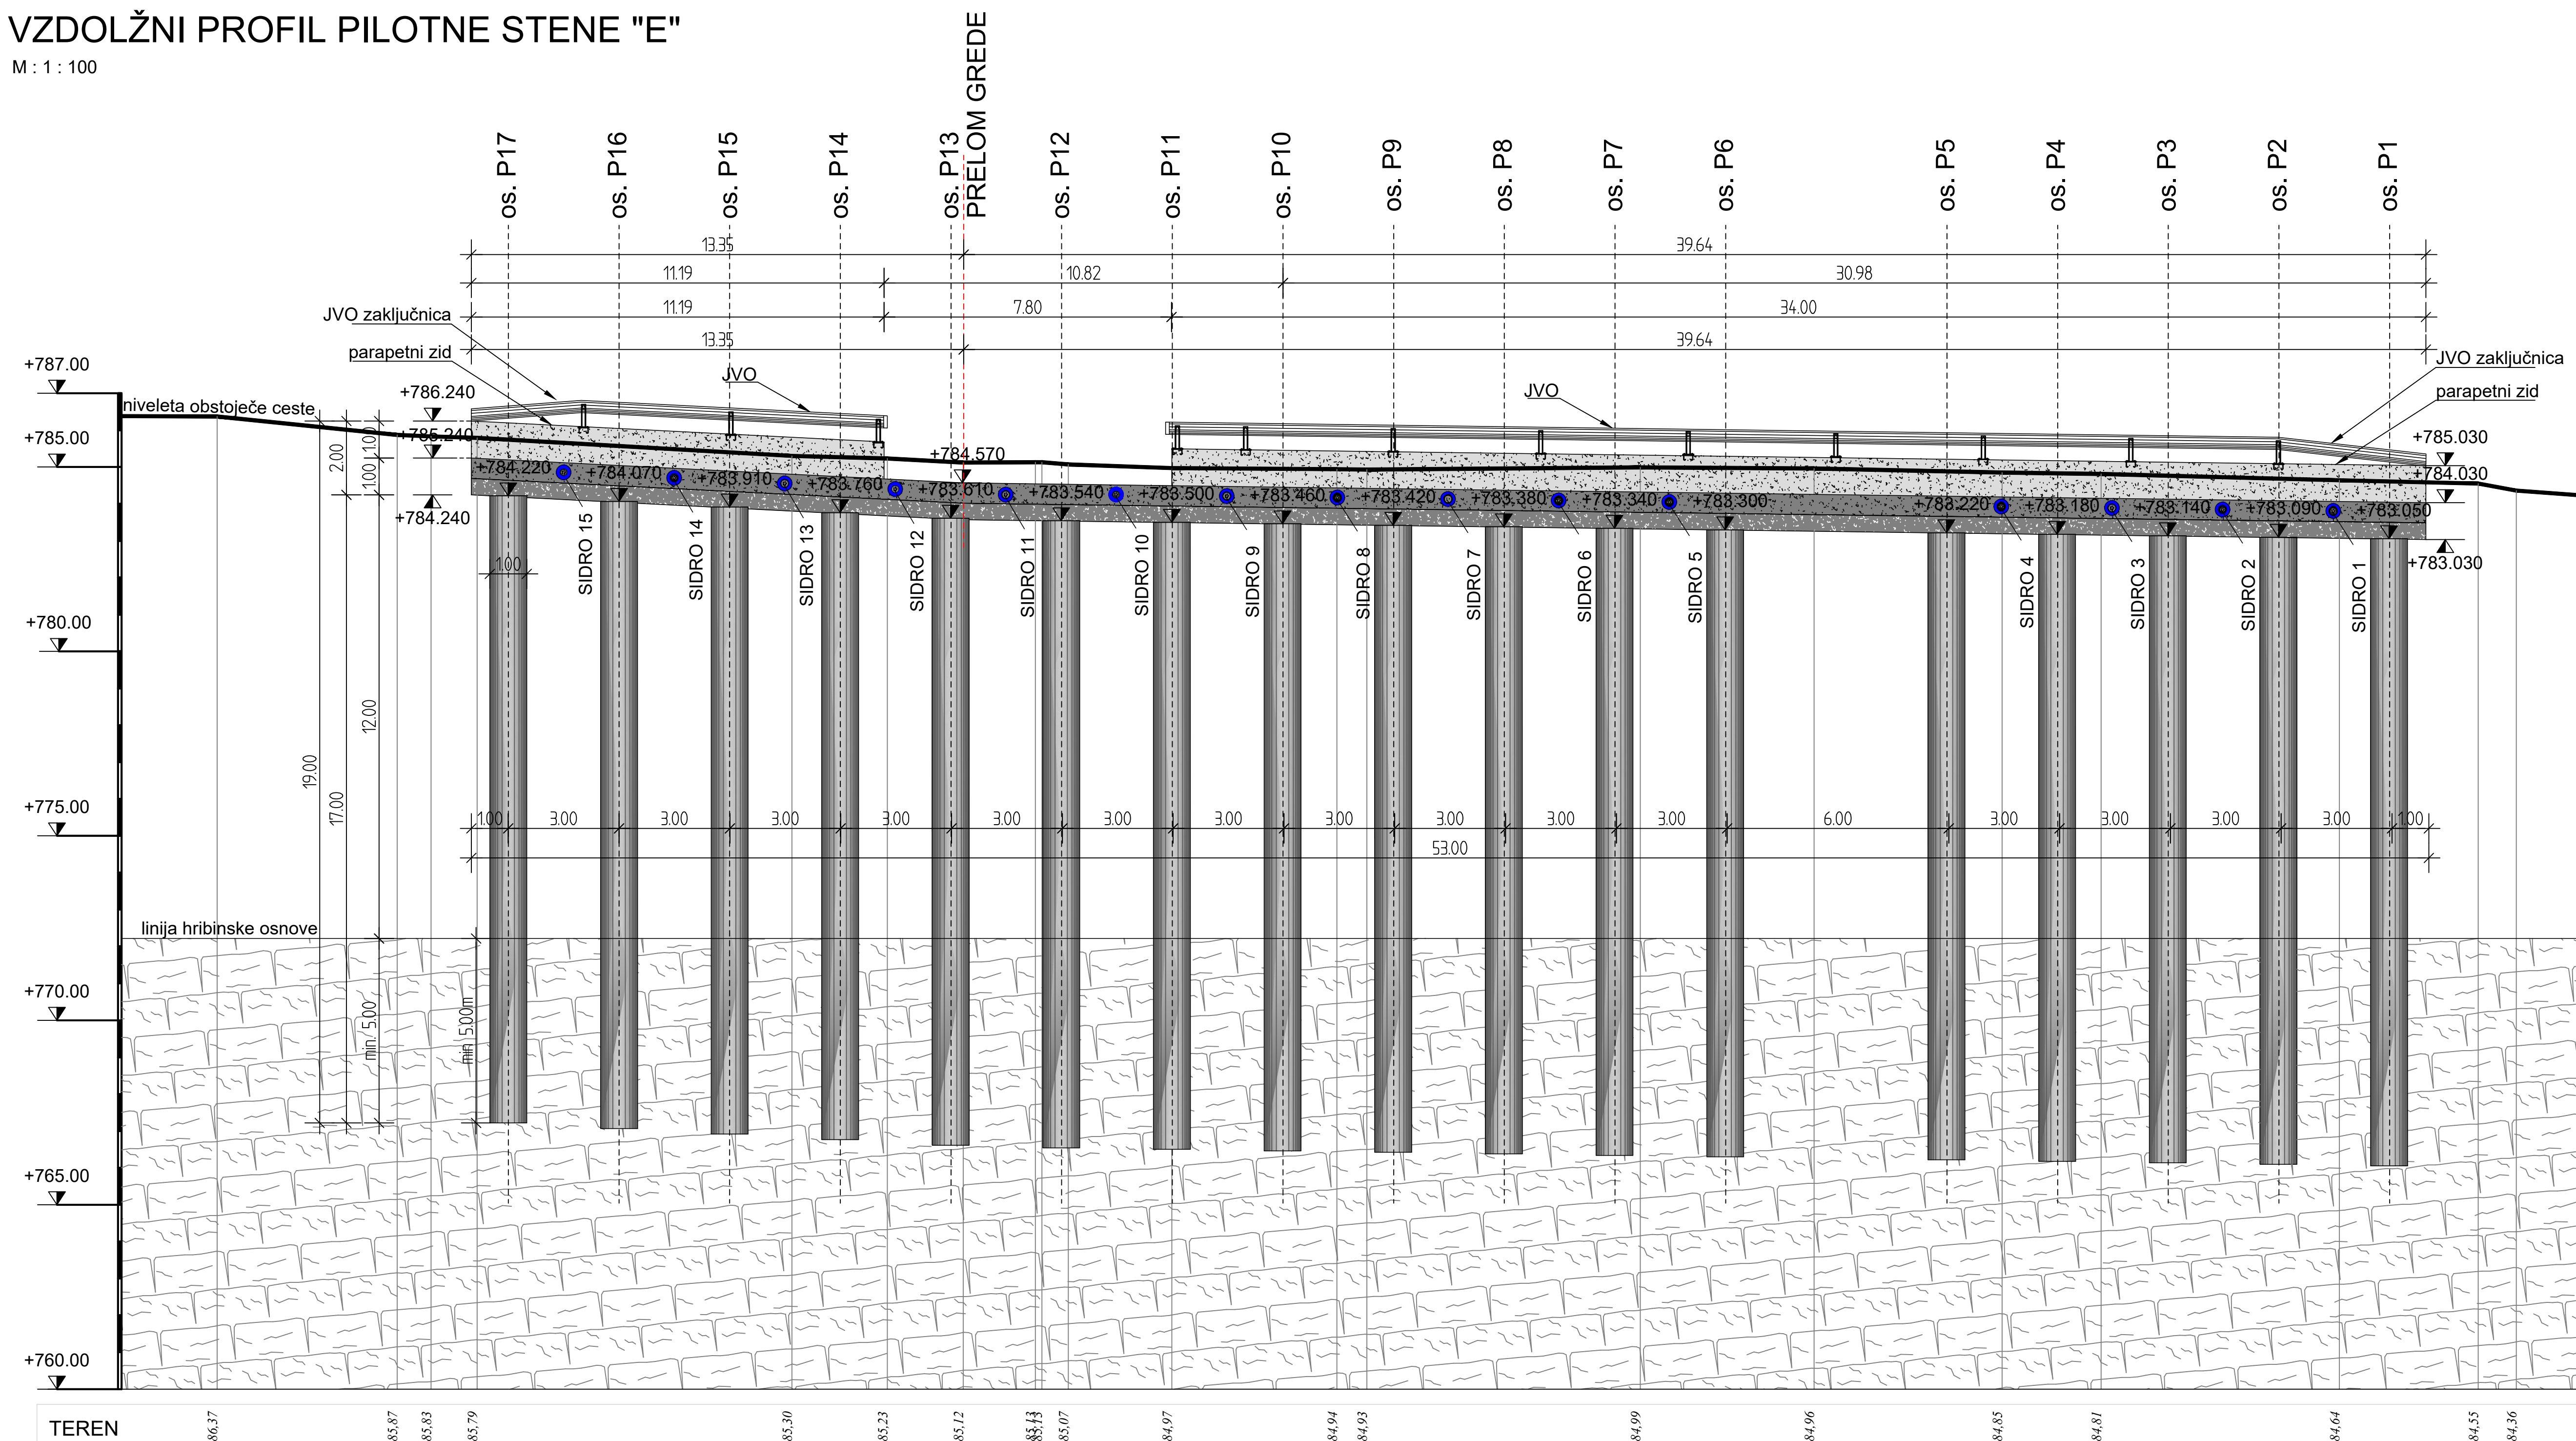 VZDOLŽNI PROFIL PILOTNE STENE "E"
M : 1 : 100
os. P17
os. P16
os. P15
os. P14
os. P13
PRELOM GREDE
os. P12
os. P11
os. P10
os. P9
os. P8
os. P7
os. P6
os. P5
os. P4
os. P3
os. P2
os. P1
13.35 39.64
11.19 10.82 30.98
11.19 7.80 34.00
13.35 39.64
JVO zaključnica
parapetni zid
JVO
JVO
JVO zaključnica
parapetni zid
+787.00
+785.00
+780.00
+775.00
+770.00
+765.00
+760.00
niveleta obstoječe ceste
+786.240
+785.240
+784.240
+784.570
+785.030
+784.030
+783.030
2.00
1.00
1.00
+784.220
+784.070
+783.910
+783.760
+783.610
+783.540
+783.500
+783.460
+783.420
+783.380
+783.340
+783.300
+783.220
+783.180
+783.140
+783.090
+783.050
SIDRO 15
SIDRO 14
SIDRO 13
SIDRO 12
SIDRO 11
SIDRO 10
SIDRO 9
SIDRO 8
SIDRO 7
SIDRO 6
SIDRO 5
SIDRO 4
SIDRO 3
SIDRO 2
SIDRO 1
1.00
12.00
19.00
17.00
1.00 3.00 3.00 3.00 3.00 3.00 3.00 3.00 3.00 3.00 3.00 3.00 6.00 3.00 3.00 3.00 3.00 1.00
53.00
linija hribinske osnove
min. 5.00
min. 5.00m
TEREN
86,37
85,87
85,83
85,79
85,30
85,23
85,12
85,13
85,13
85,07
84,97
84,94
84,93
84,99
84,96
84,85
84,81
84,64
84,55
84,36